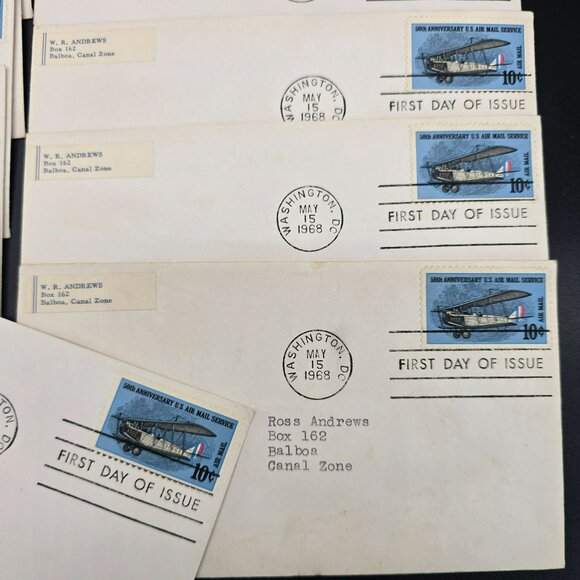 W. R. ANDREWS
Box 162
Balboa, Canal Zone
WASHINGTON, DC
MAY
15
1968
50th ANNIVERSARY U.S. AIR MAIL SERVICE
AIR MAIL
10¢
FIRST DAY OF ISSUE
W. R. ANDREWS
Box 162
Balboa, Canal Zone
WASHINGTON, DC
MAY
15
1968
50th ANNIVERSARY U.S. AIR MAIL SERVICE
AIR MAIL
10¢
FIRST DAY OF ISSUE
W. R. ANDREWS
Box 162
Balboa, Canal Zone
WASHINGTON, DC
MAY
15
1968
50th ANNIVERSARY U.S. AIR MAIL SERVICE
AIR MAIL
10¢
FIRST DAY OF ISSUE
Ross Andrews
Box 162
Balboa
Canal Zone
50th ANNIVERSARY U.S. AIR MAIL SERVICE
AIR MAIL
10¢
FIRST DAY OF ISSUE